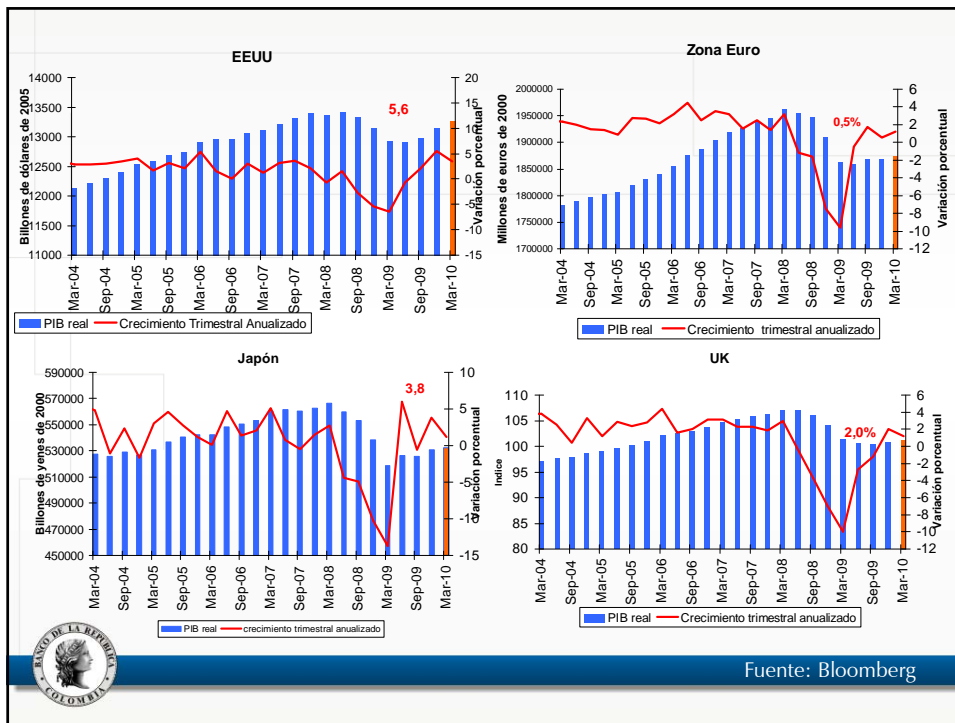 EEUU
Billones de dólares de 2005
14000
13500
13000
12500
12000
11500
11000
5,6
20
15
10
5
0
-5
-10
-15
Variación porcentual
Mar-04
Sep-04
Mar-05
Sep-05
Mar-06
Sep-06
Mar-07
Sep-07
Mar-08
Sep-08
Mar-09
Sep-09
Mar-10
PIB real
Crecimiento Trimestral Anualizado
Zona Euro
Millones de euros de 2000
2000000
1950000
1900000
1850000
1800000
1750000
1700000
0,5%
6
4
2
0
-2
-4
-6
-8
-10
-12
Variación porcentual
Mar-04
Sep-04
Mar-05
Sep-05
Mar-06
Sep-06
Mar-07
Sep-07
Mar-08
Sep-08
Mar-09
Sep-09
Mar-10
PIB real
Crecimiento trimestral anualizado
Japón
Billones de yenes de 2000
590000
570000
550000
530000
510000
490000
470000
450000
3,8
10
5
0
-5
-10
-15
Variación porcentual
Mar-04
Sep-04
Mar-05
Sep-05
Mar-06
Sep-06
Mar-07
Sep-07
Mar-08
Sep-08
Mar-09
Sep-09
Mar-10
PIB real
crecimiento trimestral anualizado
UK
Indice
110
105
100
95
90
85
80
2,0%
6
4
2
0
-2
-4
-6
-8
-10
-12
Variación porcentual
Mar-04
Sep-04
Mar-05
Sep-05
Mar-06
Sep-06
Mar-07
Sep-07
Mar-08
Sep-08
Mar-09
Sep-09
Mar-10
PIB real
Crecimiento trimestral anualizado
BANCO DE LA REPUBLICA
COLOMBIA
Fuente: Bloomberg